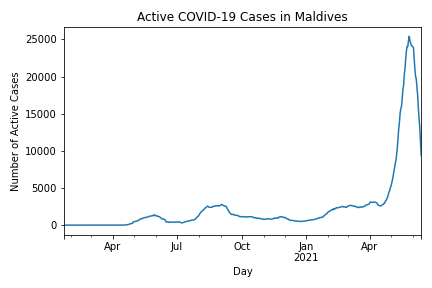 Active COVID-19 Cases in Maldives
Number of Active Cases
25000
20000
15000
10000
5000
0
Apr
Jul
Oct
Jan
2021
Apr
Day